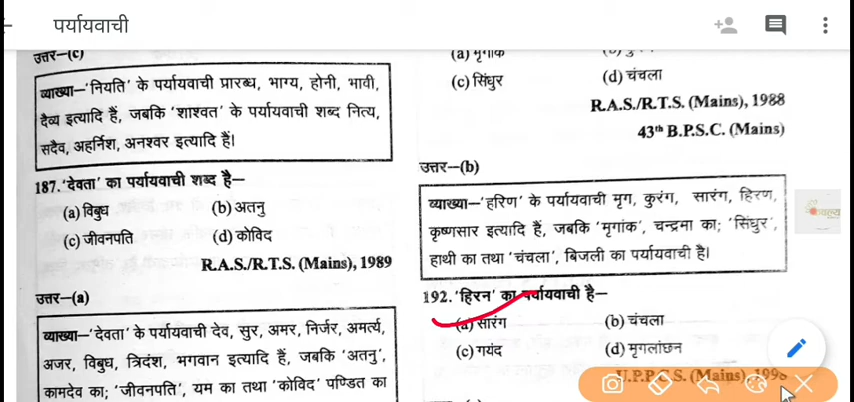 पर्यायवाची
उत्तर–(c)
व्याख्या–'नियति' के पर्यायवाची प्रारब्ध, भाग्य, होनी, भावी,
दैव्य इत्यादि हैं, जबकि 'शाश्वत' के पर्यायवाची शब्द नित्य,
सदैव, अहर्निश, अनश्वर इत्यादि हैं।
187. 'देवता' का पर्यायवाची शब्द है–
(a) विबुध (b) अतनु
(c) जीवनपति (d) कोविद
R.A.S./R.T.S. (Mains), 1989
उत्तर–(a)
व्याख्या–'देवता' के पर्यायवाची देव, सुर, अमर, निर्जर, अमर्त्य,
अजर, विबुध, त्रिदंश, भगवान इत्यादि हैं, जबकि 'अतनु',
कामदेव का; 'जीवनपति', यम का तथा 'कोविद' पण्डित का
(a) मृगांक
(c) सिंधुर (d) चंचला
R.A.S./R.T.S. (Mains), 1988
43th B.P.S.C. (Mains)
उत्तर–(b)
व्याख्या–'हरिण' के पर्यायवाची मृग, कुरंग, सारंग, हिरण,
कृष्णसार इत्यादि हैं, जबकि 'मृगांक', चन्द्रमा का; 'सिंधुर',
हाथी का तथा 'चंचला', बिजली का पर्यायवाची है।
192. 'हिरन' का पर्यायवाची है–
(a) सारंग (b) चंचला
(c) गयंद (d) मृगलांछन
U.P.P.C.S. (Mains), 1998